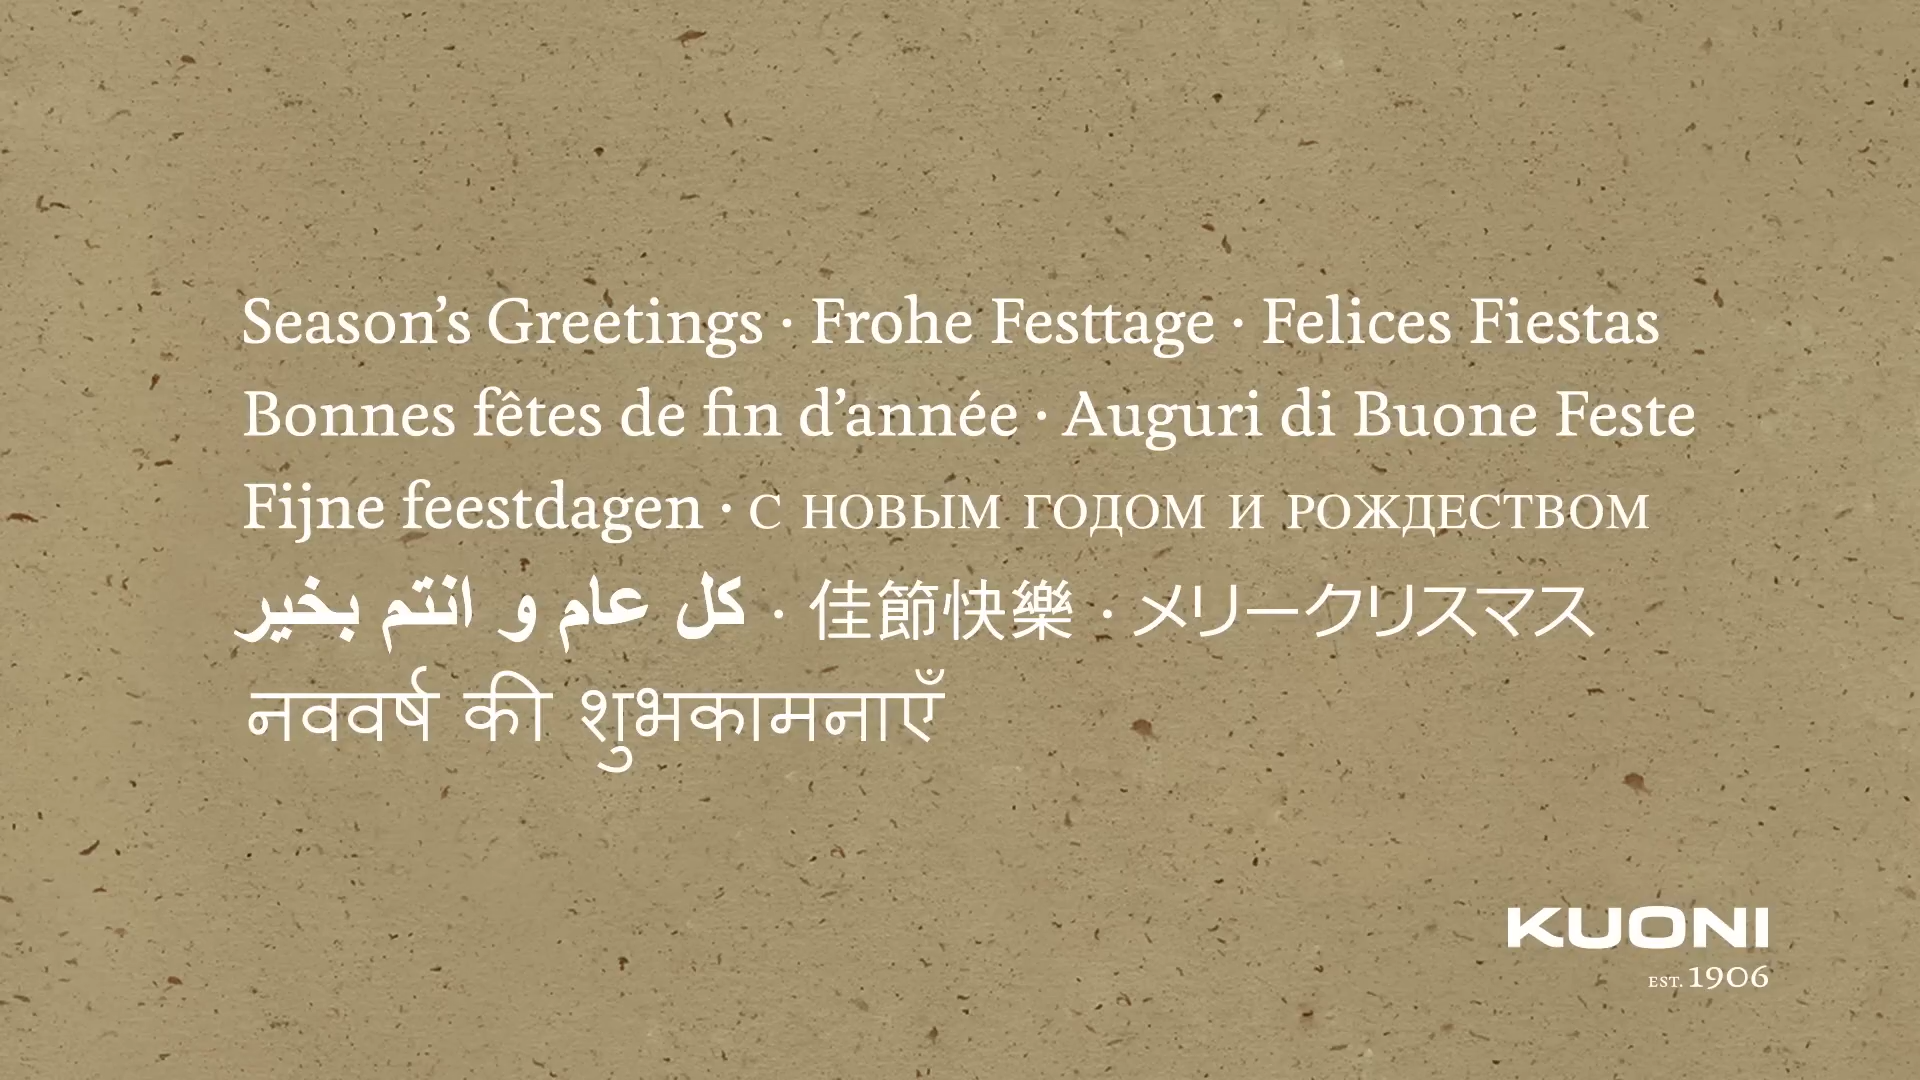 Season’s Greetings · Frohe Festtage · Felices Fiestas
Bonnes fêtes de fin d’année · Auguri di Buone Feste
Fijne feestdagen · С НОВЫМ ГОДОМ И РОЖДЕСТВОМ
كل عام و انتم بخير · 佳節快樂 · メリークリスマス
नववर्ष की शुभकामनाएँ
KUONI
EST. 1906